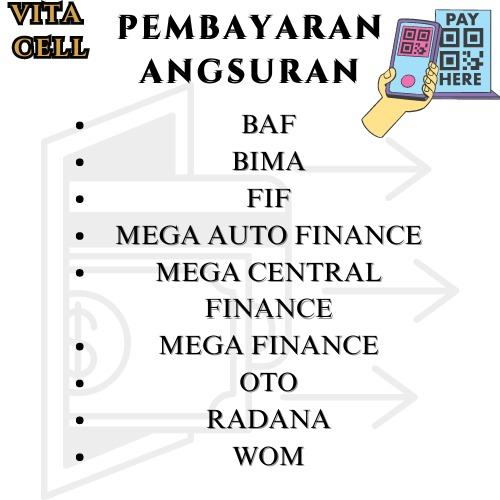 VITA
CELL
PEMBAYARAN
ANGSURAN
PAY
HERE
• BAF
• BIMA
• FIF
• MEGA AUTO FINANCE
• MEGA CENTRAL
FINANCE
• MEGA FINANCE
• OTO
• RADANA
• WOM
$